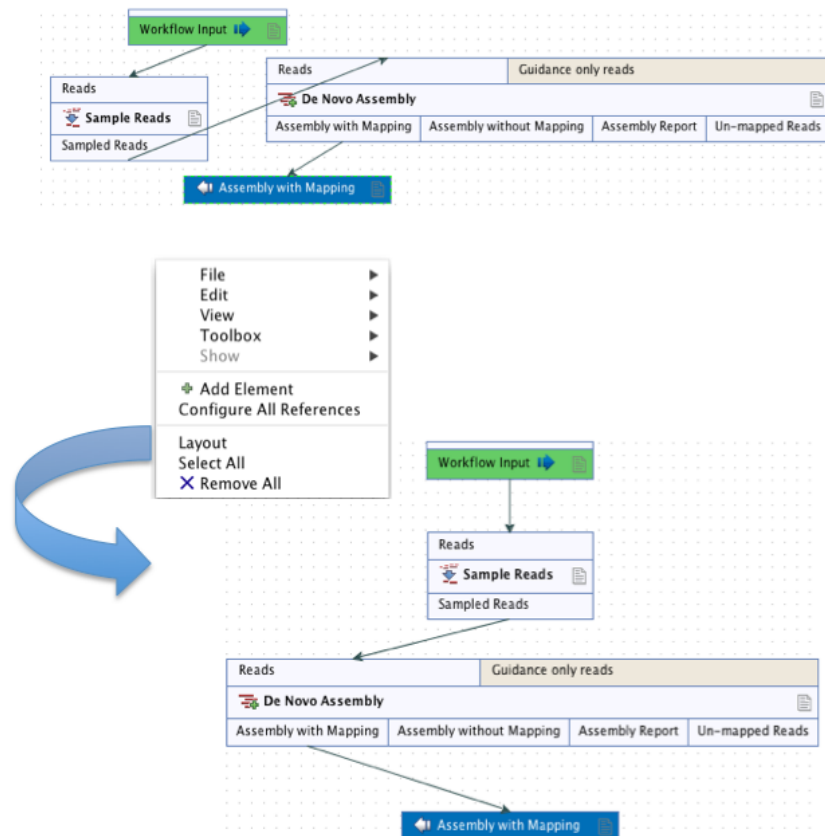 Workflow Input
Reads
Sample Reads
Sampled Reads
Reads Guidance only reads
De Novo Assembly
Assembly with Mapping Assembly without Mapping Assembly Report Un-mapped Reads
Assembly with Mapping
File
Edit
View
Toolbox
Show
Add Element
Configure All References
Layout
Select All
Remove All
Workflow Input
Reads
Sample Reads
Sampled Reads
Reads Guidance only reads
De Novo Assembly
Assembly with Mapping Assembly without Mapping Assembly Report Un-mapped Reads
Assembly with Mapping